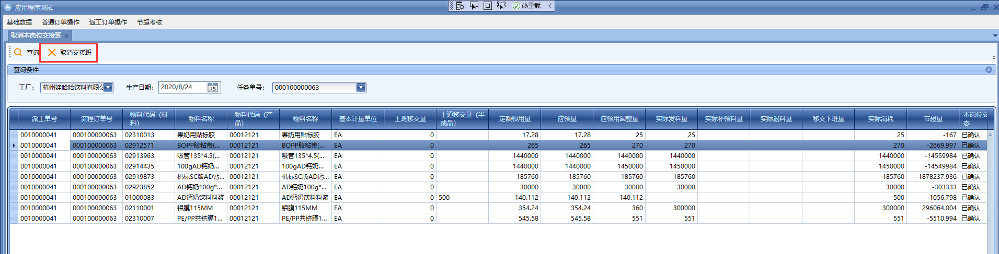 应用程序测试
热重载
基础数据 普通订单操作 返工订单操作 节超考核
取消本岗位交接班 ×
查询 取消交接班
查询条件
工厂： 杭州娃哈哈饮料有限公 生产日期： 2020/8/24 15 任务单号： 000100000063
派工单号 流程订单号 物料代码（材料） 物料名称 物料代码（产品） 物料名称 基本计量单位 上班移交量 上道移交量（半成品） 定额领用量 应领量 应领用圆整量 实际发料量 实际补领料量 实际退料量 移交下班量 实际消耗 节超量 本岗位交 态
0010000041 000100000063 02310013 果奶用贴标胶 00012121 果奶用贴标胶 EA 0 17.28 17.28 25 25 25 -167 已确认
0010000041 000100000063 02912571 BOPP胶粘带(... 00012121 BOPP胶粘带(... EA 0 265 265 270 270 270 -2669.997 已确认
0010000041 000100000063 02913963 吸管135*4.5(... 00012121 吸管135*4.5(... EA 0 1440000 1440000 1440000 1440000 1440000 -14559984 已确认
0010000041 000100000063 02914435 100gAD钙奶... 00012121 100gAD钙奶... EA 0 1440000 1440000 1450000 1450000 1450000 -14549984 已确认
0010000041 000100000063 02919873 机标SC版AD钙... 00012121 机标SC版AD钙... EA 0 185760 185760 185760 185760 185760 -1878237.936 已确认
0010000041 000100000063 02923852 AD钙奶100g*... 00012121 AD钙奶100g*... EA 0 30000 30000 30000 30000 30000 -303333 已确认
0010000041 000100000063 01000083 AD钙奶饮料料浆 00012121 AD钙奶饮料料浆 EA 0 500 140.112 140.112 140.112 500 -1056.798 已确认
0010000041 000100000063 02110001 铝膜115MM 00012121 铝膜115MM EA 0 354.24 354.24 360 300000 300000 296064.004 已确认
0010000041 000100000063 02310007 PE/PP共挤膜1... 00012121 PE/PP共挤膜1... EA 0 545.58 545.58 551 551 551 -5510.994 已确认